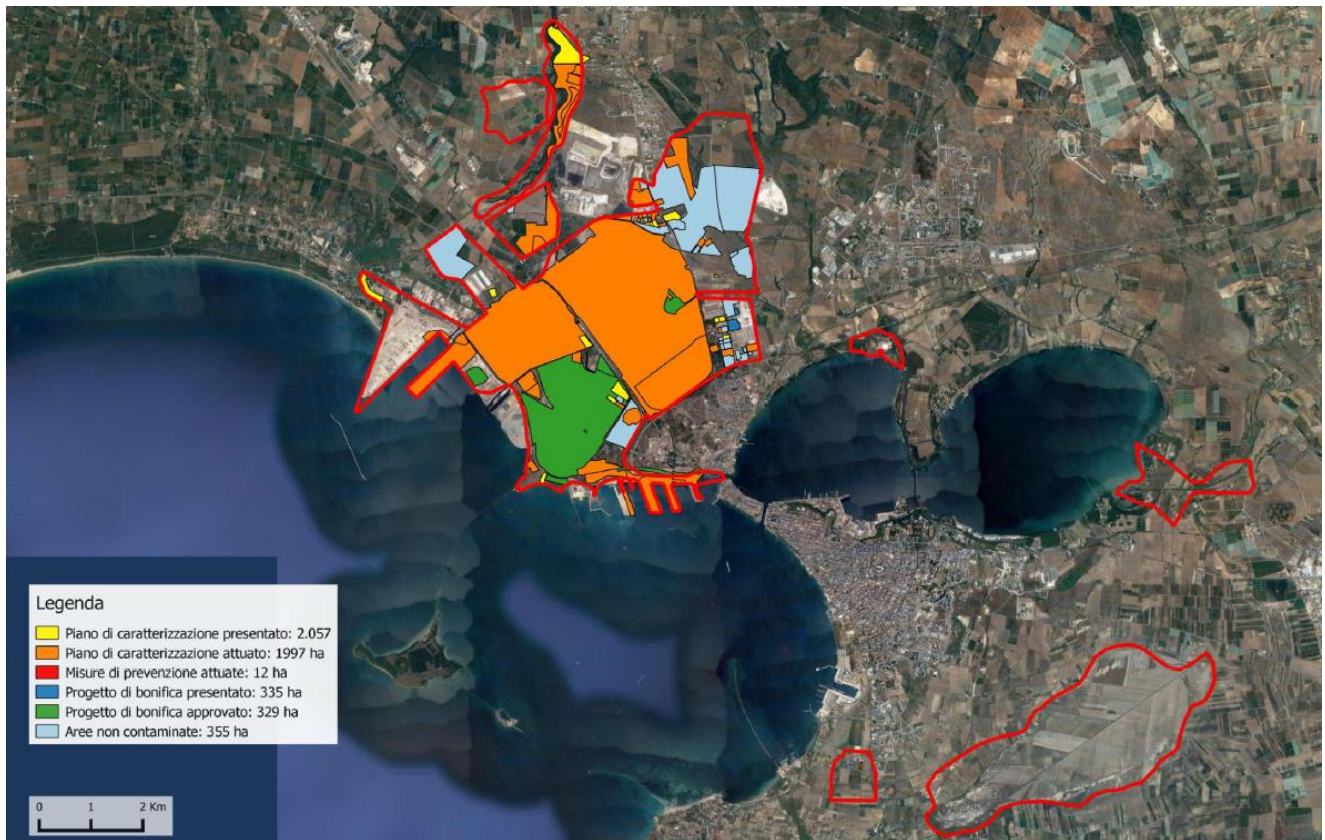 Legenda
Piano di caratterizzazione presentato: 2.057
Piano di caratterizzazione attuato: 1997 ha
Misure di prevenzione attuate: 12 ha
Progetto di bonifica presentato: 335 ha
Progetto di bonifica approvato: 329 ha
Aree non contaminate: 355 ha
0 1 2 Km